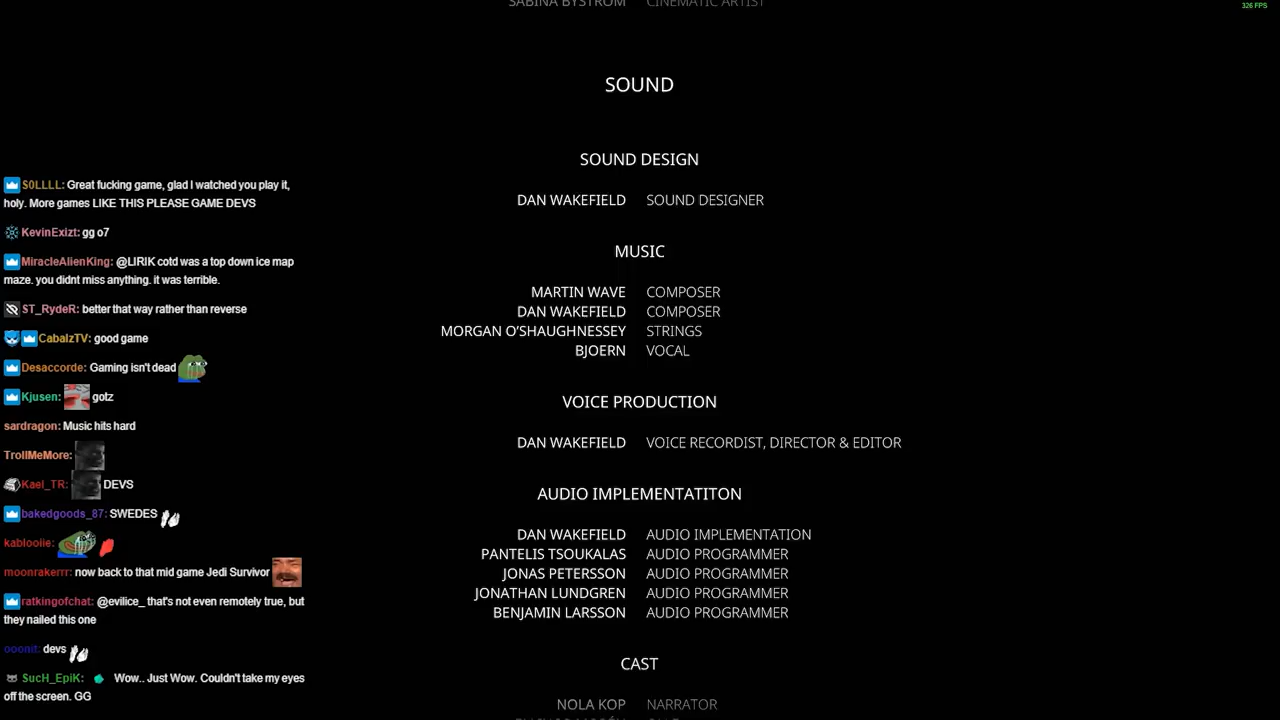 SABINA BYSTRÖM CINEMATIC ARTIST
326 FPS
SOUND
SOUND DESIGN
DAN WAKEFIELD SOUND DESIGNER
MUSIC
MARTIN WAVE COMPOSER
DAN WAKEFIELD COMPOSER
MORGAN O'SHAUGHNESSEY STRINGS
BJOERN VOCAL
VOICE PRODUCTION
DAN WAKEFIELD VOICE RECORDIST, DIRECTOR & EDITOR
AUDIO IMPLEMENTATITON
DAN WAKEFIELD AUDIO IMPLEMENTATION
PANTELIS TSOUKALAS AUDIO PROGRAMMER
JONAS PETERSSON AUDIO PROGRAMMER
JONATHAN LUNDGREN AUDIO PROGRAMMER
BENJAMIN LARSSON AUDIO PROGRAMMER
CAST
NOLA KOP NARRATOR
S0LLLL: Great fucking game, glad I watched you play it,
holy. More games LIKE THIS PLEASE GAME DEVS
KevinExizt: gg o7
MiracleAlienKing: @LIRIK cotd was a top down ice map
maze. you didnt miss anything. it was terrible.
ST_RydeR: better that way rather than reverse
CabalzTV: good game
Desaccorde: Gaming isn't dead
Kjusen: gotz
sardragon: Music hits hard
TrollMeMore:
Kael_TR: DEVS
bakedgoods_87: SWEDES
kablooiie:
moonrakerrr: now back to that mid game Jedi Survivor
ratkingofchat: @evilice_ that's not even remotely true, but
they nailed this one
ooonit: devs
SucH_EpiK: Wow.. Just Wow. Couldn't take my eyes
off the screen. GG